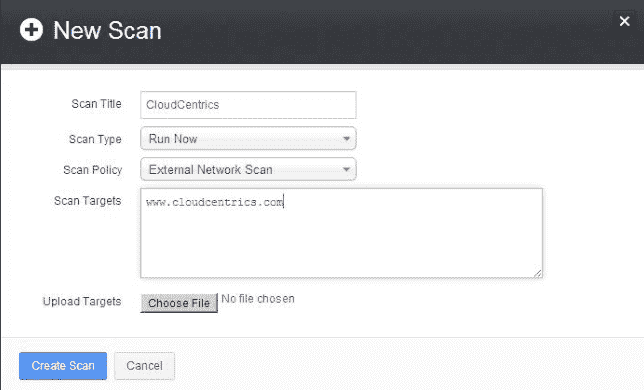 New Scan
Scan Title CloudCentrics
Scan Type Run Now
Scan Policy External Network Scan
Scan Targets www.cloudcentrics.com
Upload Targets Choose File No file chosen
Create Scan Cancel